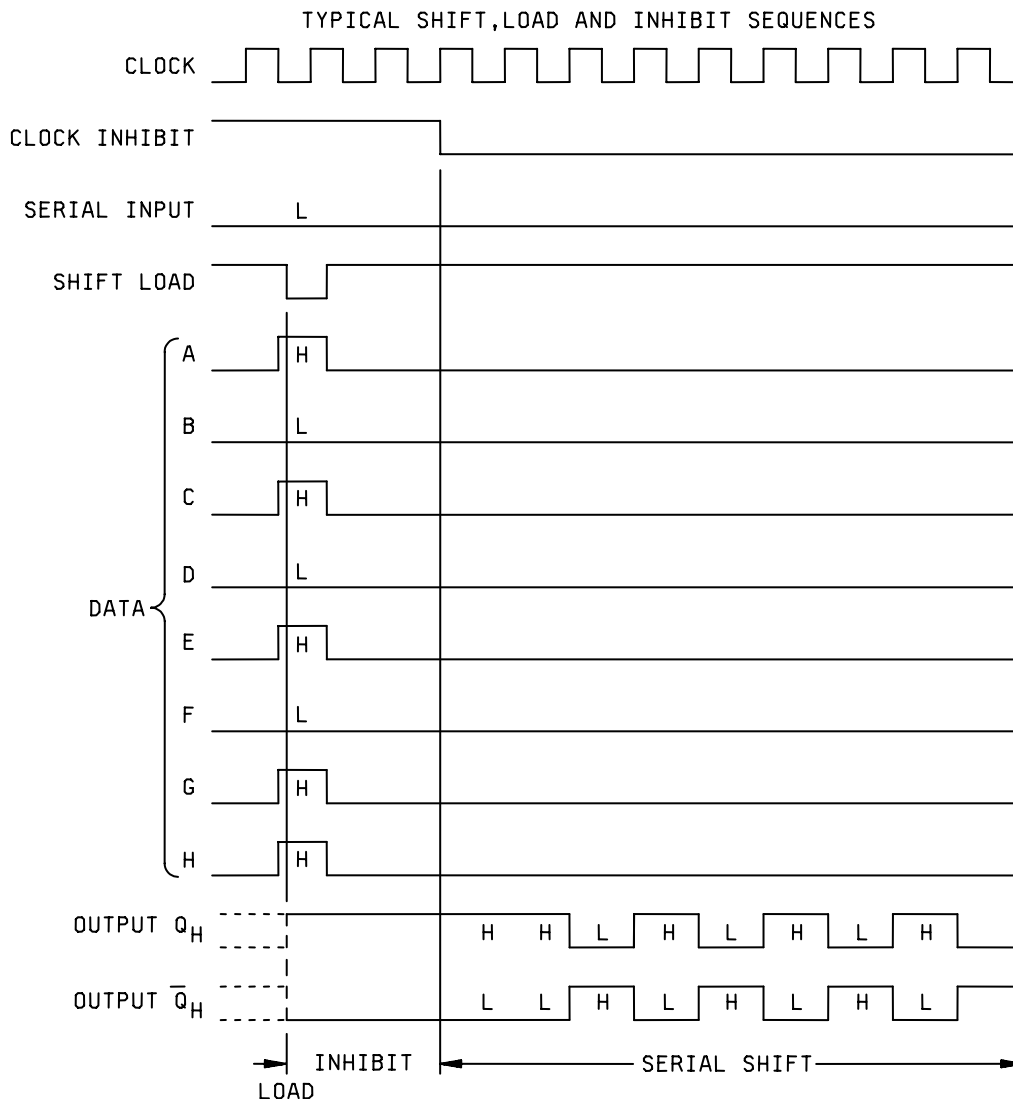 TYPICAL SHIFT,LOAD AND INHIBIT SEQUENCES
CLOCK
CLOCK INHIBIT
SERIAL INPUT L
SHIFT LOAD
A H
B L
C H
D L
DATA
E H
F L
G H
H H
OUTPUT QH H H L H L H L H
OUTPUT Q̅H L L H L H L H L
INHIBIT SERIAL SHIFT
LOAD